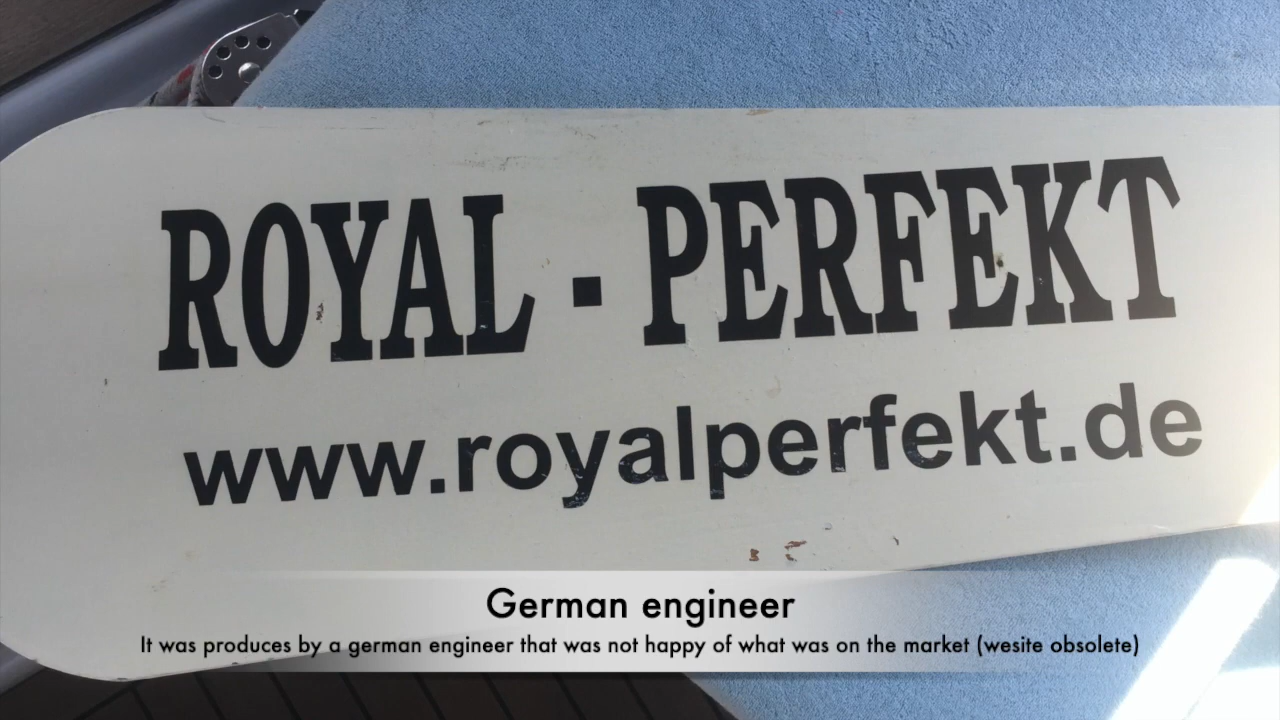 ROYAL - PERFEKT
www.royalperfekt.de
German engineer
It was produces by a german engineer that was not happy of what was on the market (wesite obsolete)